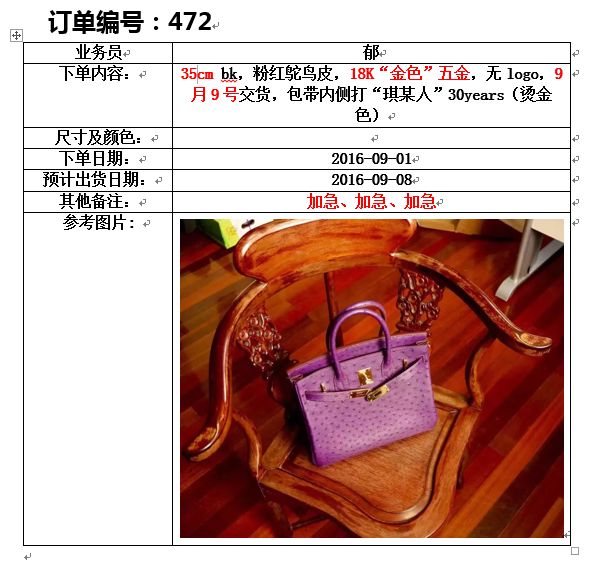 订单编号：472
业务员 郁
下单内容： 35cm bk，粉红鸵鸟皮，18K“金色”五金，无 logo，9
月 9 号交货，包带内侧打“琪某人”30years（烫金
色）
尺寸及颜色：
下单日期： 2016-09-01
预计出货日期： 2016-09-08
其他备注： 加急、加急、加急
参考图片：